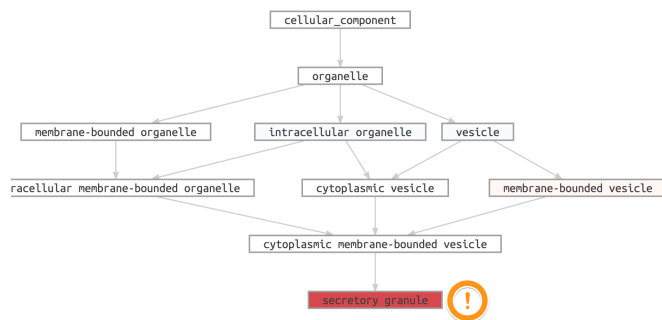 cellular_component
organelle
membrane-bounded organelle
intracellular organelle
vesicle
racellular membrane-bounded organelle
cytoplasmic vesicle
membrane-bounded vesicle
cytoplasmic membrane-bounded vesicle
secretory granule
!